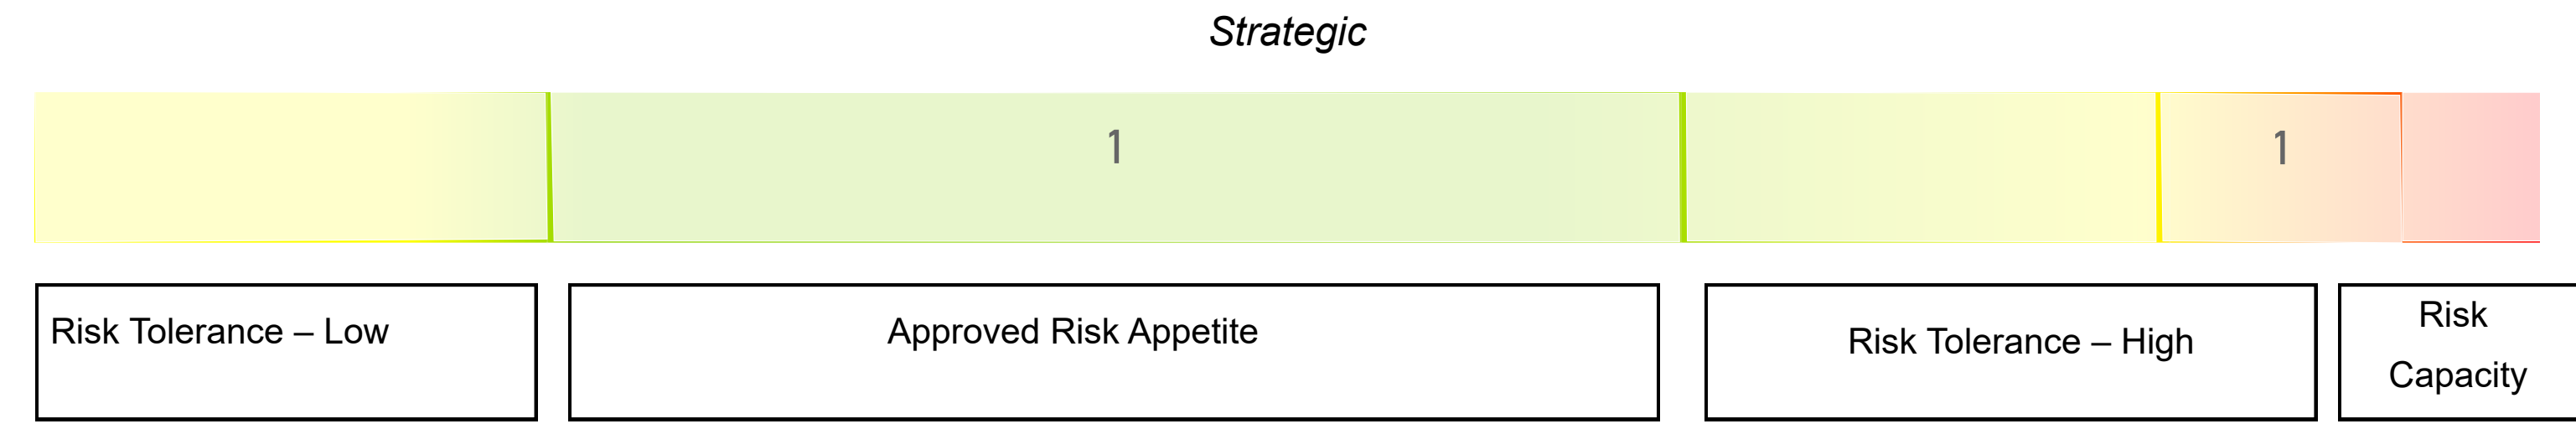 Strategic
1
1
Risk Tolerance – Low
Approved Risk Appetite
Risk Tolerance – High
Risk
Capacity